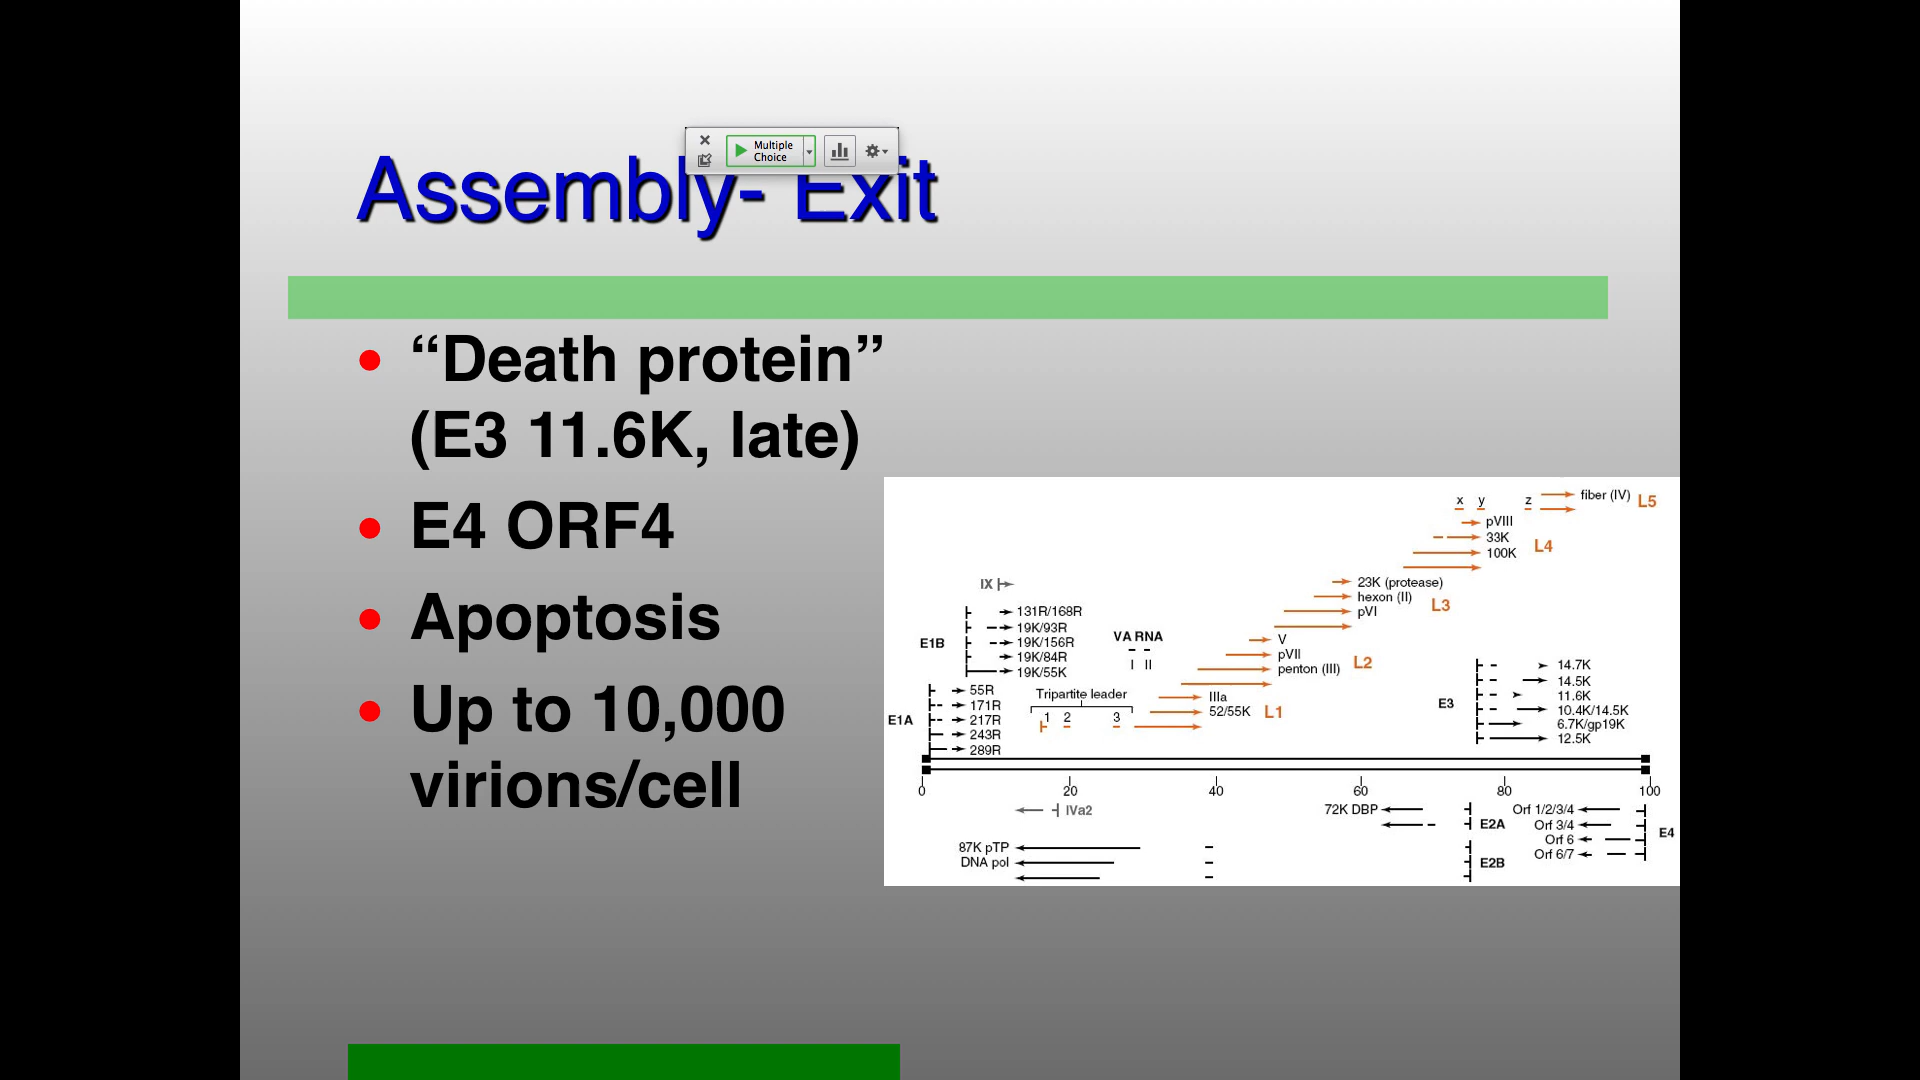 Multiple
Choice
Assembly- Exit
• “Death protein”
(E3 11.6K, late)
• E4 ORF4
• Apoptosis
• Up to 10,000
virions/cell
x y z fiber (IV) L5
pVIII
33K L4
100K
IX 23K (protease)
hexon (II) L3
pVI
E1B 131R/168R
19K/93R
19K/156R
19K/84R
19K/55K
VA RNA
I II
V
pVII L2
penton (III)
E1A 55R
171R
217R
243R
289R
Tripartite leader
1 2 3
IIIa
52/55K L1
E3 14.7K
14.5K
11.6K
10.4K/14.5K
6.7K/gp19K
12.5K
0 20 40 60 80 100
IVa2
72K DBP E2A
Orf 1/2/3/4
Orf 3/4
Orf 6
Orf 6/7
E4
87K pTP
DNA pol
E2B